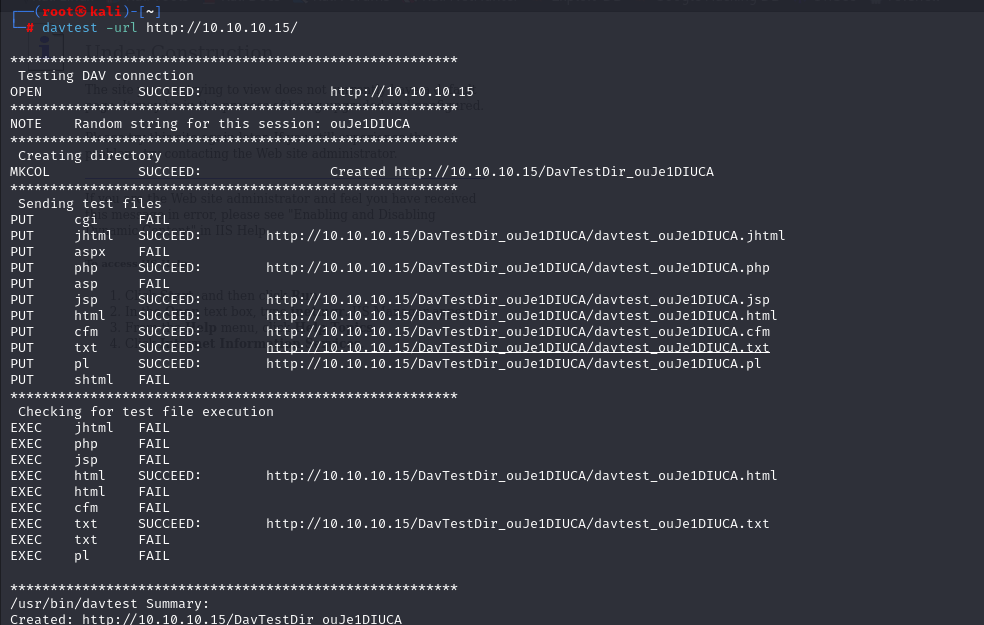 ┌──(root㉿kali)-[~]
└─# davtest -url http://10.10.10.15/
********************************************************
Testing DAV connection
OPEN SUCCEED: http://10.10.10.15
********************************************************
NOTE Random string for this session: ouJe1DIUCA
********************************************************
Creating directory
MKCOL SUCCEED: Created http://10.10.10.15/DavTestDir_ouJe1DIUCA
********************************************************
Sending test files
PUT cgi FAIL
PUT jhtml SUCCEED: http://10.10.10.15/DavTestDir_ouJe1DIUCA/davtest_ouJe1DIUCA.jhtml
PUT aspx FAIL
PUT php SUCCEED: http://10.10.10.15/DavTestDir_ouJe1DIUCA/davtest_ouJe1DIUCA.php
PUT asp FAIL
PUT jsp SUCCEED: http://10.10.10.15/DavTestDir_ouJe1DIUCA/davtest_ouJe1DIUCA.jsp
PUT html SUCCEED: http://10.10.10.15/DavTestDir_ouJe1DIUCA/davtest_ouJe1DIUCA.html
PUT cfm SUCCEED: http://10.10.10.15/DavTestDir_ouJe1DIUCA/davtest_ouJe1DIUCA.cfm
PUT txt SUCCEED: http://10.10.10.15/DavTestDir_ouJe1DIUCA/davtest_ouJe1DIUCA.txt
PUT pl SUCCEED: http://10.10.10.15/DavTestDir_ouJe1DIUCA/davtest_ouJe1DIUCA.pl
PUT shtml FAIL
********************************************************
Checking for test file execution
EXEC jhtml FAIL
EXEC php FAIL
EXEC jsp FAIL
EXEC html SUCCEED: http://10.10.10.15/DavTestDir_ouJe1DIUCA/davtest_ouJe1DIUCA.html
EXEC html FAIL
EXEC cfm FAIL
EXEC txt SUCCEED: http://10.10.10.15/DavTestDir_ouJe1DIUCA/davtest_ouJe1DIUCA.txt
EXEC txt FAIL
EXEC pl FAIL
********************************************************
/usr/bin/davtest Summary:
Created: http://10.10.10.15/DavTestDir_ouJe1DIUCA
Under Construction